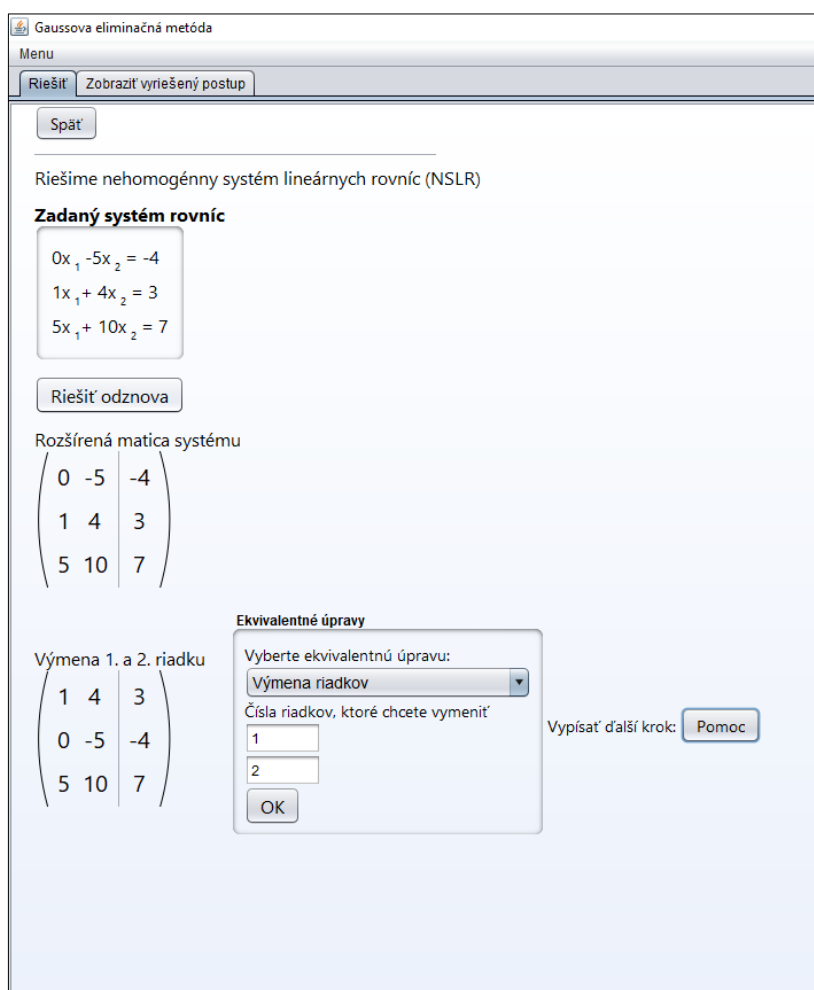 Gaussova eliminačná metóda
Menu
Riešiť Zobraziť vyriešený postup
Späť
Riešime nehomogénny systém lineárnych rovníc (NSLR)
Zadaný systém rovníc
0x 1 -5x 2 = -4
1x 1+ 4x 2 = 3
5x 1+ 10x 2 = 7
Riešiť odznova
Rozšírená matica systému
0 -5 -4
1 4 3
5 10 7
Výmena 1. a 2. riadku
1 4 3
0 -5 -4
5 10 7
Ekvivalentné úpravy
Vyberte ekvivalentnú úpravu:
Výmena riadkov
Čísla riadkov, ktoré chcete vymeniť
1
2
OK
Vypísať ďalší krok: Pomoc